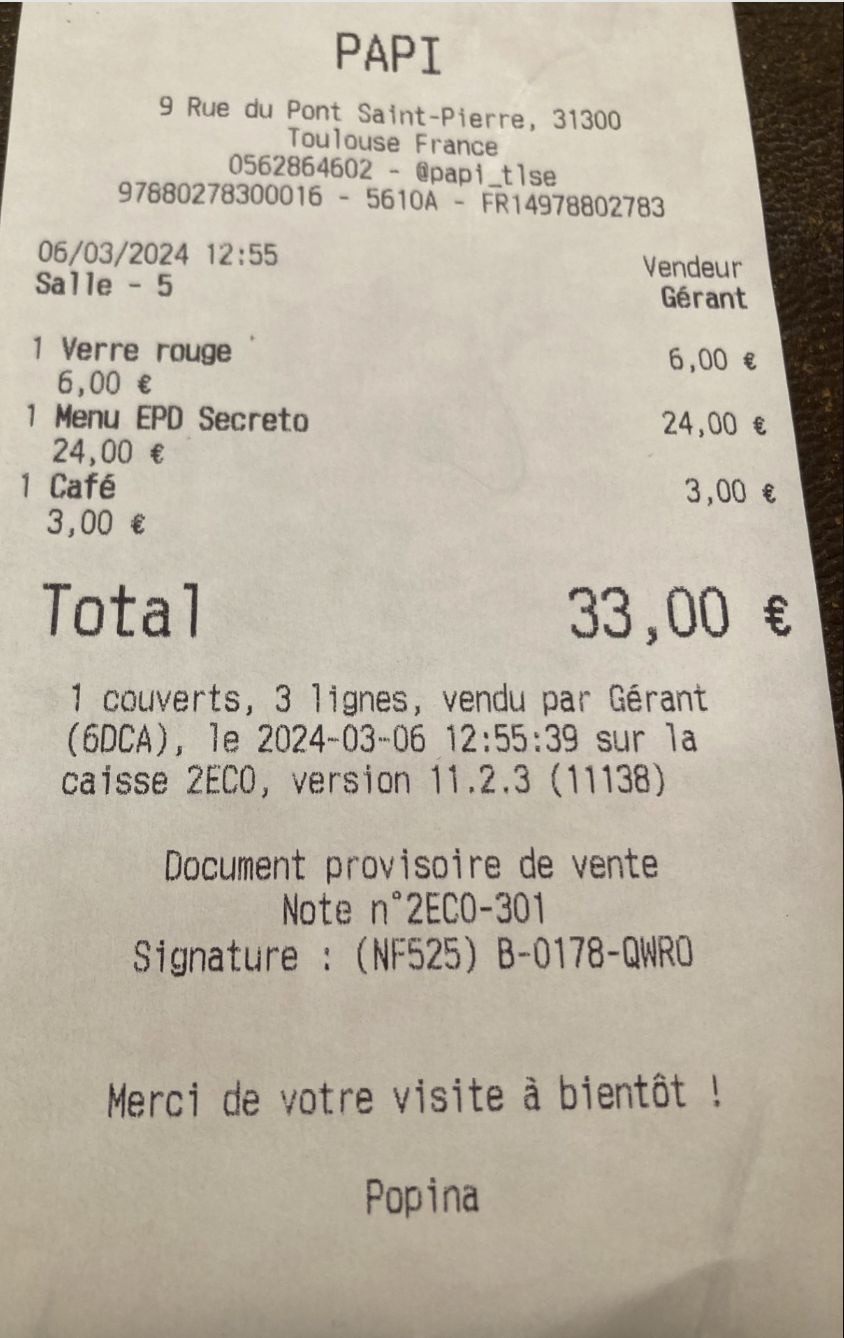 PAPI
9 Rue du Pont Saint-Pierre, 31300
Toulouse France
0562864602 - @papi_tlse
97880278300016 - 5610A - FR14978802783
06/03/2024 12:55
Vendeur
Salle - 5
Gérant
1 Verre rouge 6,00 €
6,00 €
1 Menu EPD Secreto 24,00 €
24,00 €
1 Café 3,00 €
3,00 €
Total 33,00 €
1 couverts, 3 lignes, vendu par Gérant
(6DCA), le 2024-03-06 12:55:39 sur la
caisse 2ECO, version 11.2.3 (11138)
Document provisoire de vente
Note n°2ECO-301
Signature : (NF525) B-0178-QWRO
Merci de votre visite à bientôt !
Popina